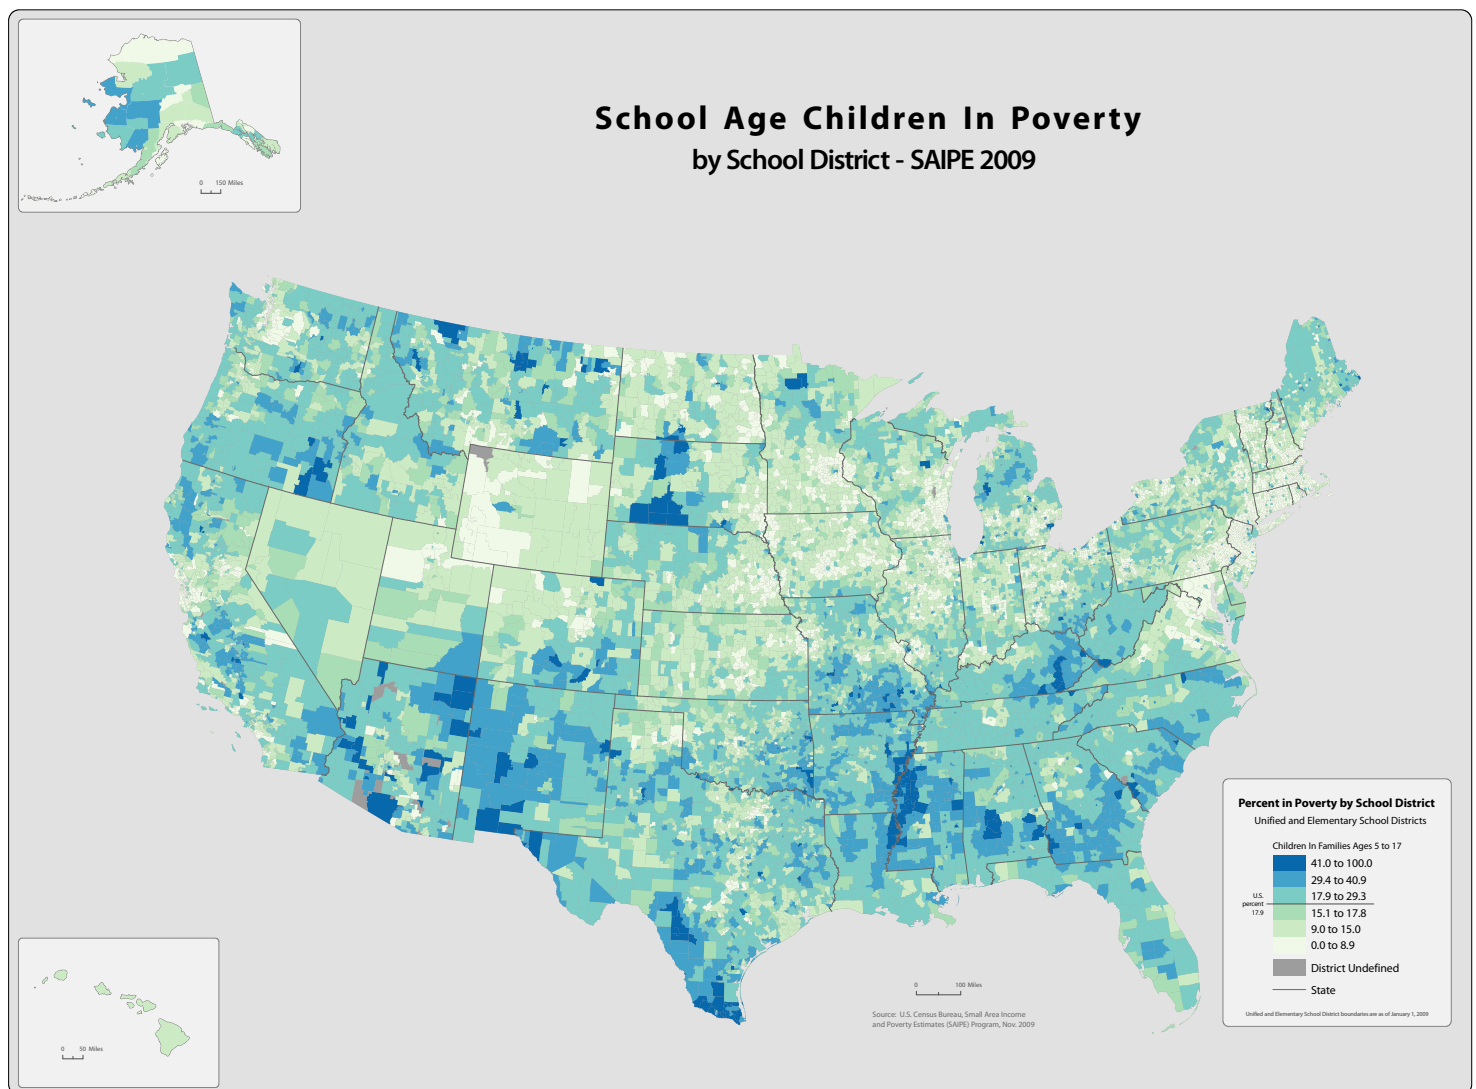 School Age Children In Poverty
by School District - SAIPE 2009
0 150 Miles
Percent in Poverty by School District
Unified and Elementary School Districts
Children In Families Ages 5 to 17
41.0 to 100.0
29.4 to 40.9
17.9 to 29.3
U.S.
percent
17.9
15.1 to 17.8
9.0 to 15.0
0.0 to 8.9
District Undefined
State
Unified and Elementary School District boundaries are as of January 1, 2009
0 100 Miles
Source: U.S. Census Bureau, Small Area Income
and Poverty Estimates (SAIPE) Program, Nov. 2009
0 50 Miles